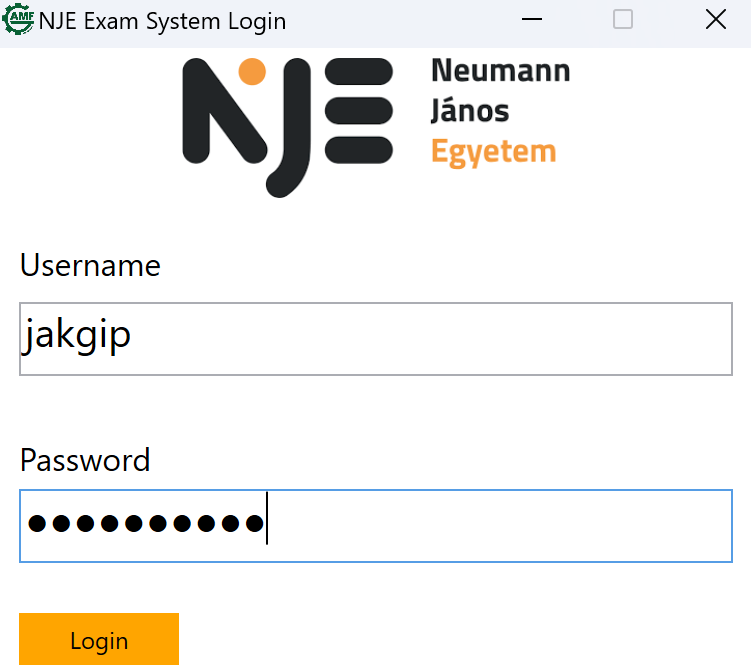 AMF
NJE Exam System Login
NJE
Neumann
János
Egyetem
Username
jakgip
Password
●●●●●●●●●●
Login